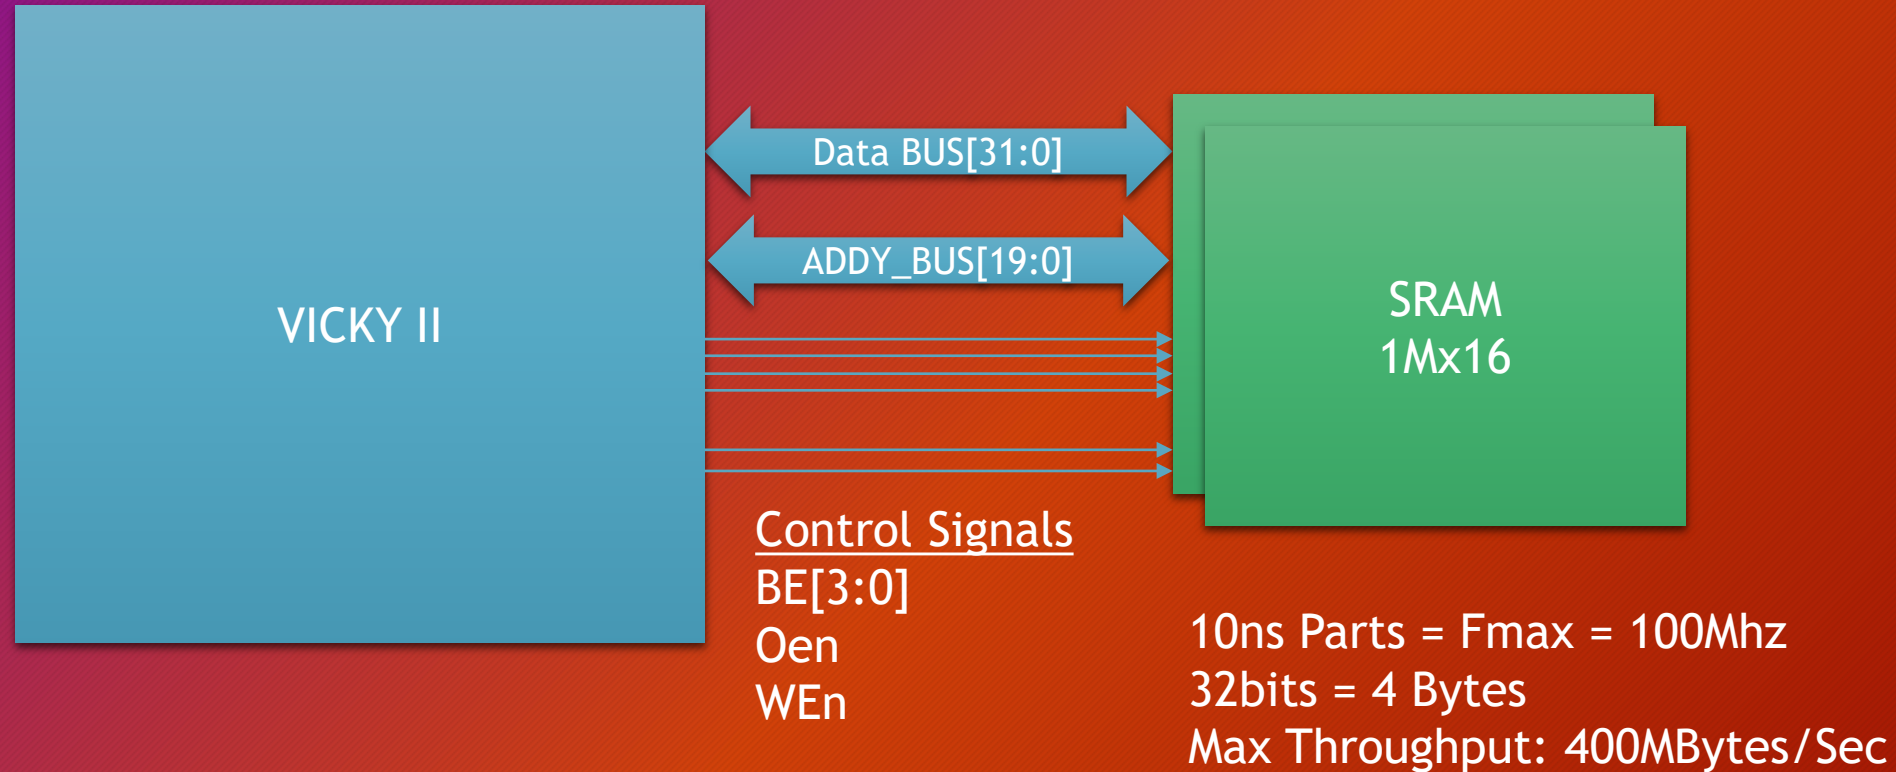 VICKY II
Data BUS[31:0]
ADDY_BUS[19:0]
SRAM
1Mx16
Control Signals
BE[3:0]
Oen
WEn
10ns Parts = Fmax = 100Mhz
32bits = 4 Bytes
Max Throughput: 400MBytes/Sec